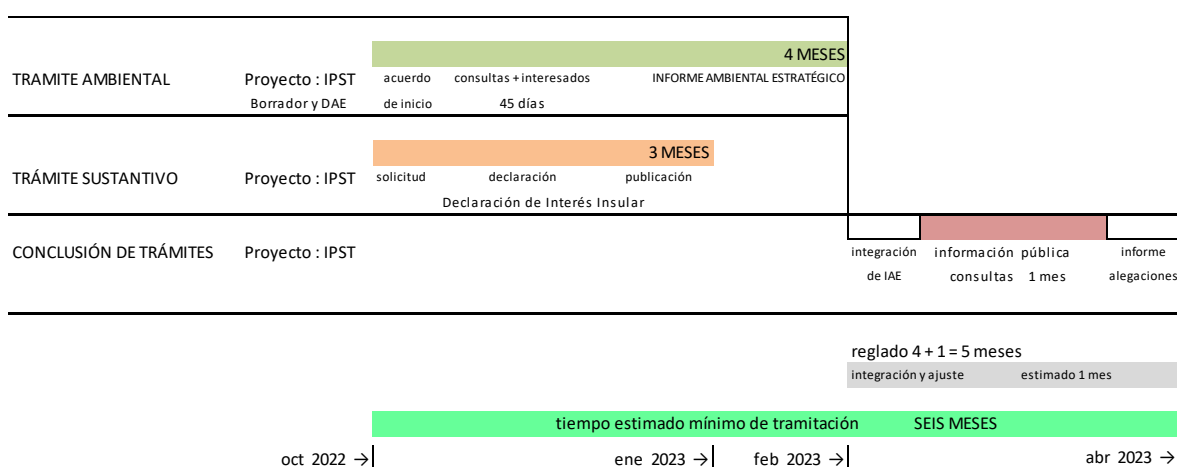 4 MESES
TRAMITE AMBIENTAL Proyecto : IPST acuerdo consultas + interesados INFORME AMBIENTAL ESTRATÉGICO
Borrador y DAE de inicio 45 días
3 MESES
TRÁMITE SUSTANTIVO Proyecto : IPST solicitud declaración publicación
Declaración de Interés Insular
CONCLUSIÓN DE TRÁMITES Proyecto : IPST integración información pública informe
de IAE consultas 1 mes alegaciones
reglado 4 + 1 = 5 meses
integración y ajuste estimado 1 mes
tiempo estimado mínimo de tramitación SEIS MESES
oct 2022 → ene 2023 → feb 2023 → abr 2023 →